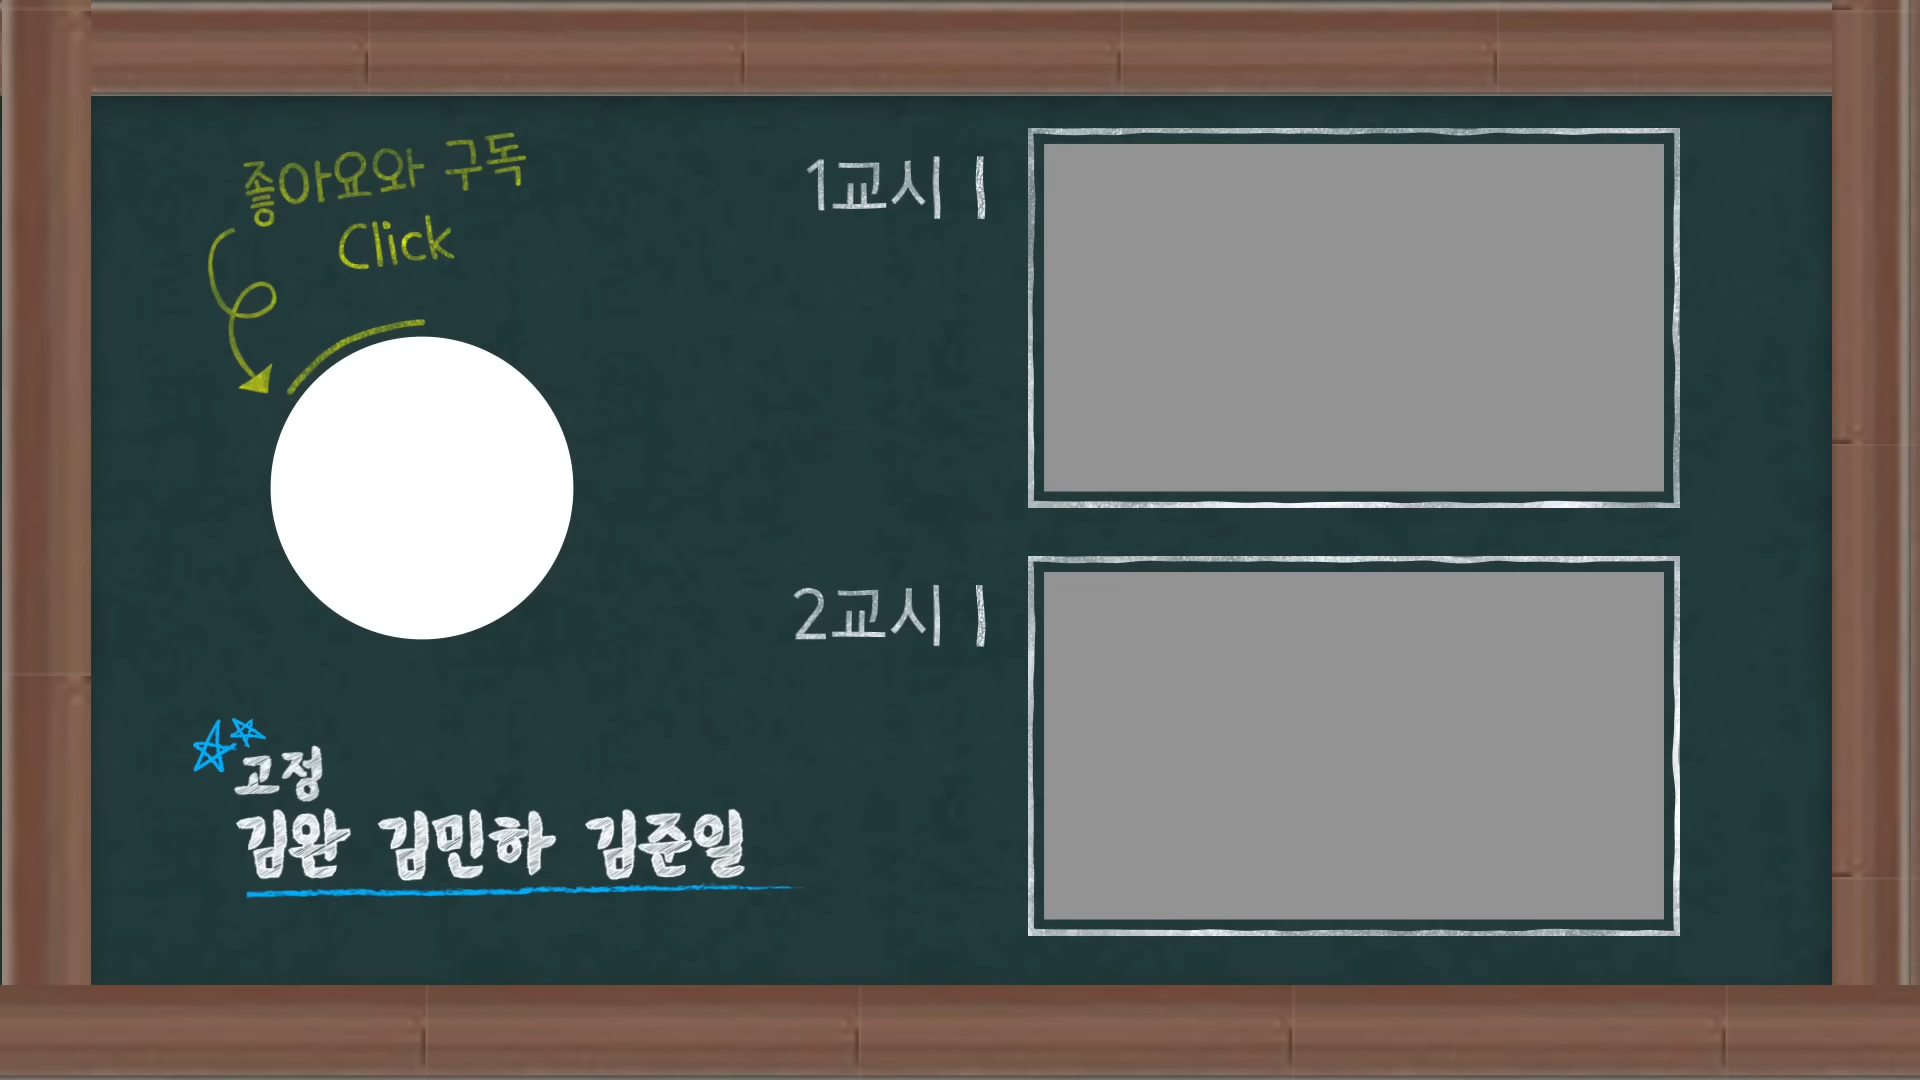 좋아요와 구독
Click
1교시 |
2교시 |
고정
김완 김민하 김준일